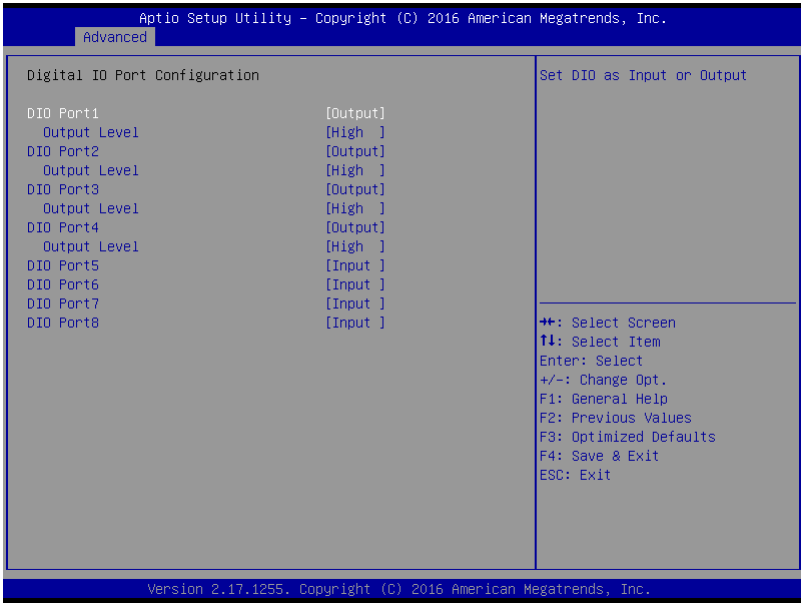 Aptio Setup Utility – Copyright (C) 2016 American Megatrends, Inc.
Advanced
Digital IO Port Configuration
DIO Port1 [Output]
Output Level [High ]
DIO Port2 [Output]
Output Level [High ]
DIO Port3 [Output]
Output Level [High ]
DIO Port4 [Output]
Output Level [High ]
DIO Port5 [Input ]
DIO Port6 [Input ]
DIO Port7 [Input ]
DIO Port8 [Input ]
Set DIO as Input or Output
→←: Select Screen
↑↓: Select Item
Enter: Select
+/-: Change Opt.
F1: General Help
F2: Previous Values
F3: Optimized Defaults
F4: Save & Exit
ESC: Exit
Version 2.17.1255. Copyright (C) 2016 American Megatrends, Inc.